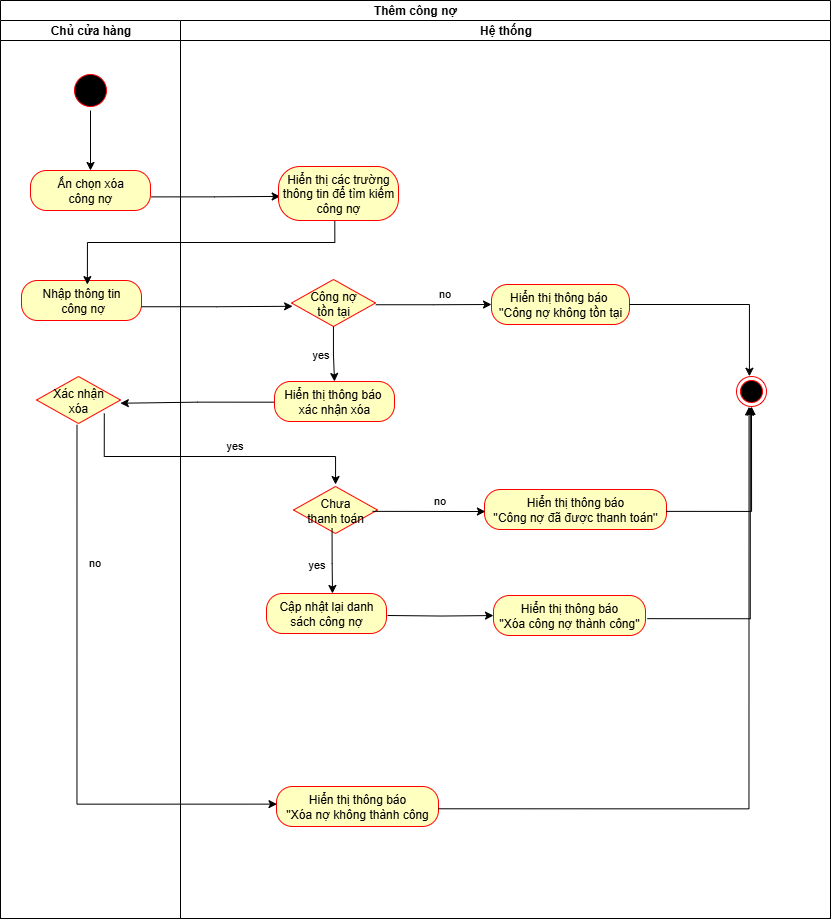 Thêm công nợ
Chủ cửa hàng
Hệ thống
Ấn chọn xóa
công nợ
Hiển thị các trường
thông tin để tìm kiếm
công nợ
Nhập thông tin
công nợ
Công nợ
tồn tại
no
Hiển thị thông báo
"Công nợ không tồn tại
yes
Xác nhận
xóa
Hiển thị thông báo
xác nhận xóa
yes
Chưa
thanh toán
no
Hiển thị thông báo
"Công nợ đã được thanh toán"
no
yes
Cập nhật lại danh
sách công nợ
Hiển thị thông báo
"Xóa công nợ thành công"
Hiển thị thông báo
"Xóa nợ không thành công